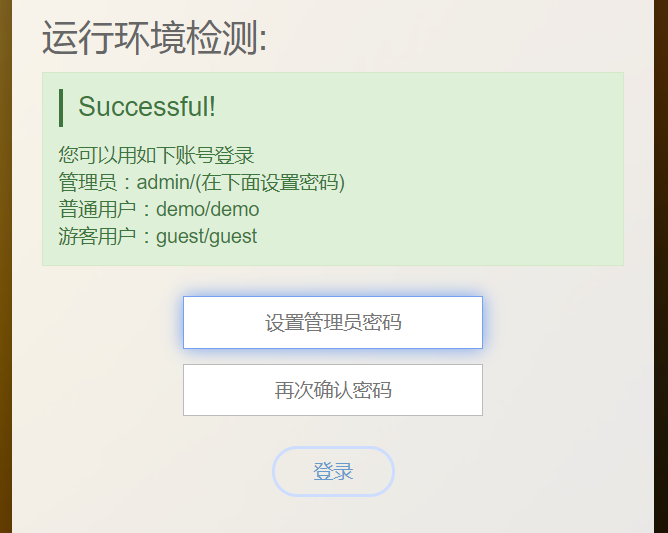 运行环境检测:
Successful!
您可以用如下账号登录
管理员：admin/(在下面设置密码)
普通用户：demo/demo
游客用户：guest/guest
设置管理员密码
再次确认密码
登录